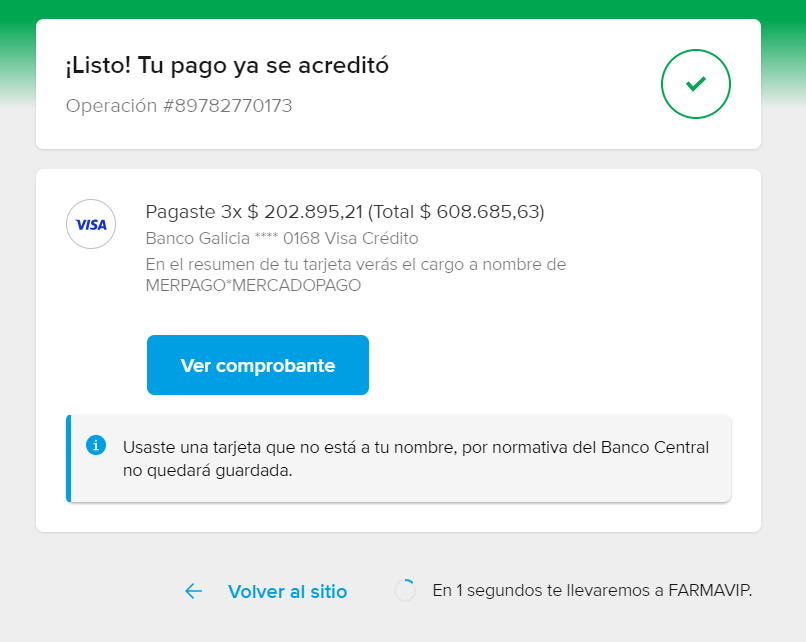 ¡Listo! Tu pago ya se acreditó
Operación #89782770173
VISA
Pagaste 3x $ 202.895,21 (Total $ 608.685,63)
Banco Galicia **** 0168 Visa Crédito
En el resumen de tu tarjeta verás el cargo a nombre de
MERPAGO*MERCADOPAGO
Ver comprobante
Usaste una tarjeta que no está a tu nombre, por normativa del Banco Central
no quedará guardada.
Volver al sitio
En 1 segundos te llevaremos a FARMAVIP.